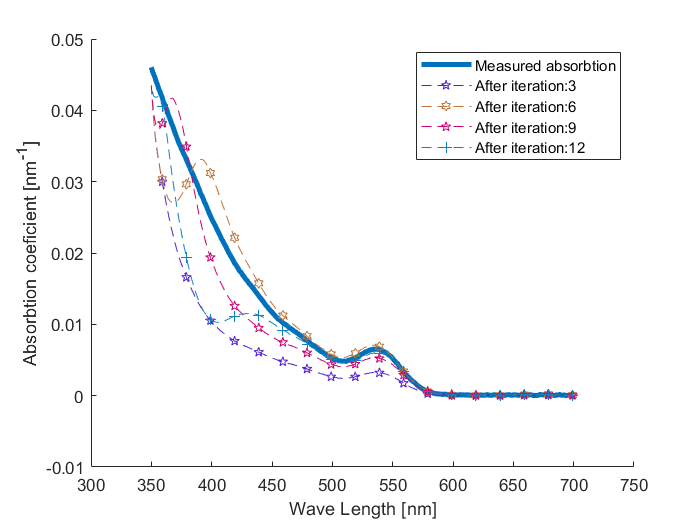 0.05
0.04
0.03
0.02
0.01
0
-0.01
Absorbtion coeficient [nm-1]
Measured absorbtion
After iteration:3
After iteration:6
After iteration:9
After iteration:12
300 350 400 450 500 550 600 650 700 750
Wave Length [nm]